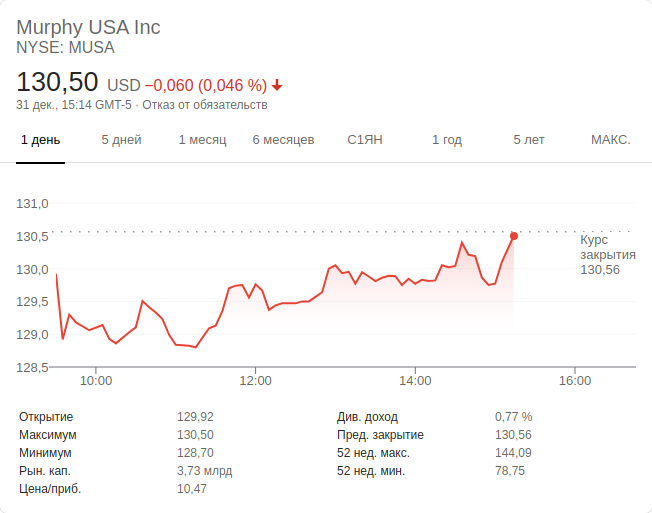 Murphy USA Inc
NYSE: MUSA
130,50 USD −0,060 (0,046 %)
31 дек., 15:14 GMT-5 · Отказ от обязательств
1 день 5 дней 1 месяц 6 месяцев С1ЯН 1 год 5 лет МАКС.
131,0
130,5
130,0
129,5
129,0
128,5
Курс
закрытия
130,56
10:00 12:00 14:00 16:00
Открытие 129,92 Див. доход 0,77 %
Максимум 130,50 Пред. закрытие 130,56
Минимум 128,70 52 нед. макс. 144,09
Рын. кап. 3,73 млрд 52 нед. мин. 78,75
Цена/приб. 10,47